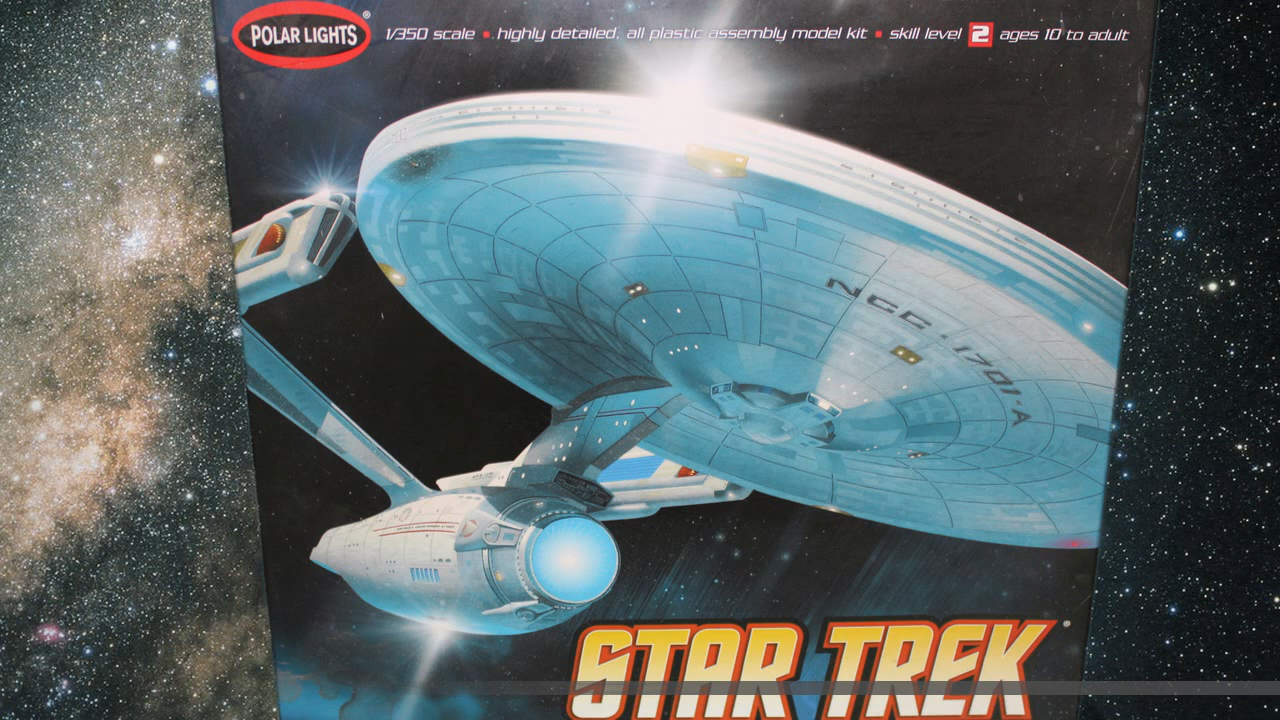 POLAR LIGHTS®
1/350 scale • highly detailed, all plastic assembly model kit • skill level 2 ages 10 to adult
NCC-1701-A
STAR TREK®